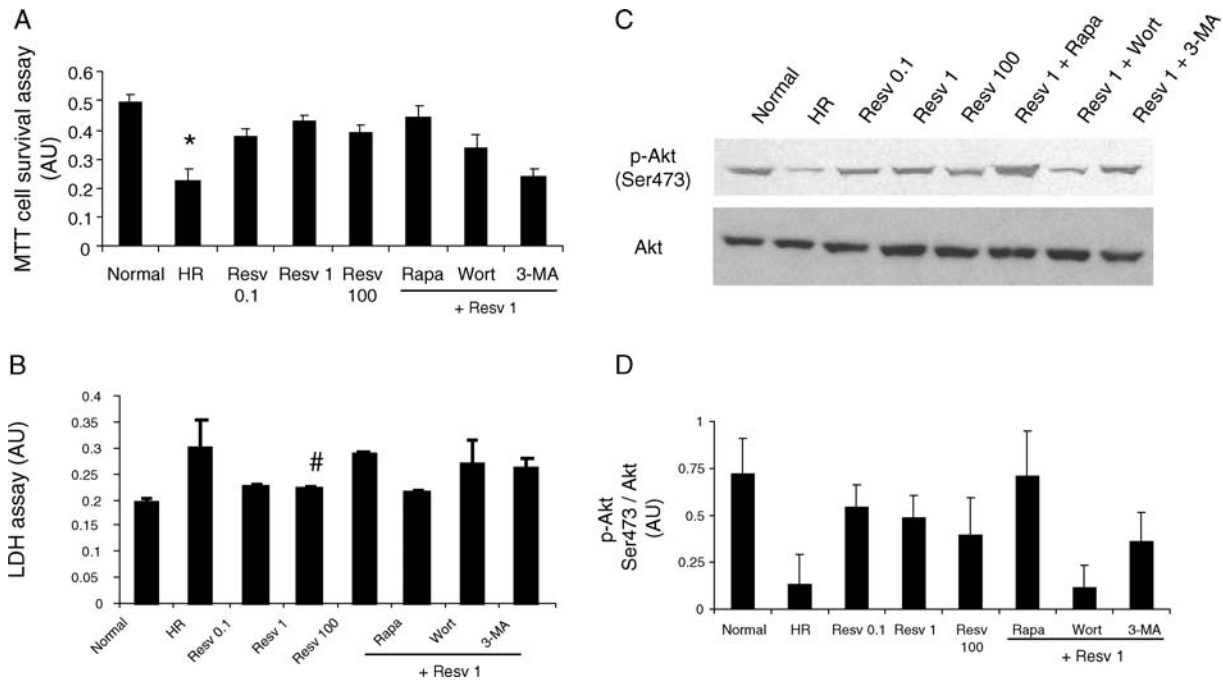 A
MTT cell survival assay
(AU)
0.6
0.5
0.4
0.3
0.2
0.1
0
*
Normal HR Resv 0.1 Resv 1 Resv 100 Rapa Wort 3-MA
+ Resv 1
B
LDH assay (AU)
0.4
0.35
0.3
0.25
0.2
0.15
0.1
0.05
0
#
Normal HR Resv 0.1 Resv 1 Resv 100 Rapa Wort 3-MA
+ Resv 1
C
Normal HR Resv 0.1 Resv 1 Resv 100 Resv 1 + Rapa Resv 1 + Wort Resv 1 + 3-MA
p-Akt
(Ser473)
Akt
D
p-Akt
Ser473 / Akt
(AU)
1
0.75
0.5
0.25
0
Normal HR Resv 0.1 Resv 1 Resv 100 Rapa Wort 3-MA
+ Resv 1